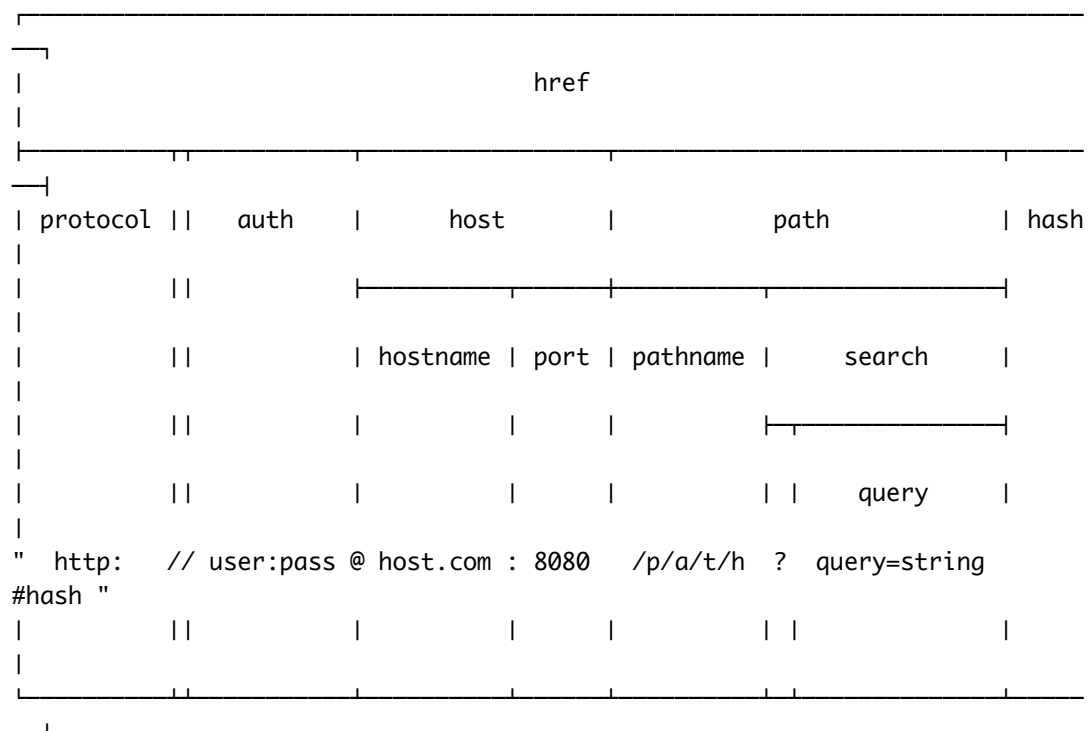 href
| protocol || auth | host | path | hash
| || | hostname | port | pathname | search |
| || | | | | | query |
" http: // user:pass @ host.com : 8080 /p/a/t/h ? query=string
#hash "